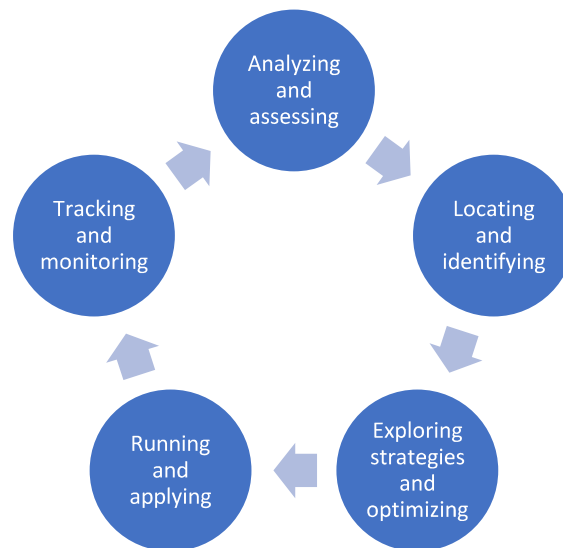 Analyzing
and
assessing
Locating
and
identifying
Exploring
strategies
and
optimizing
Running
and
applying
Tracking
and
monitoring